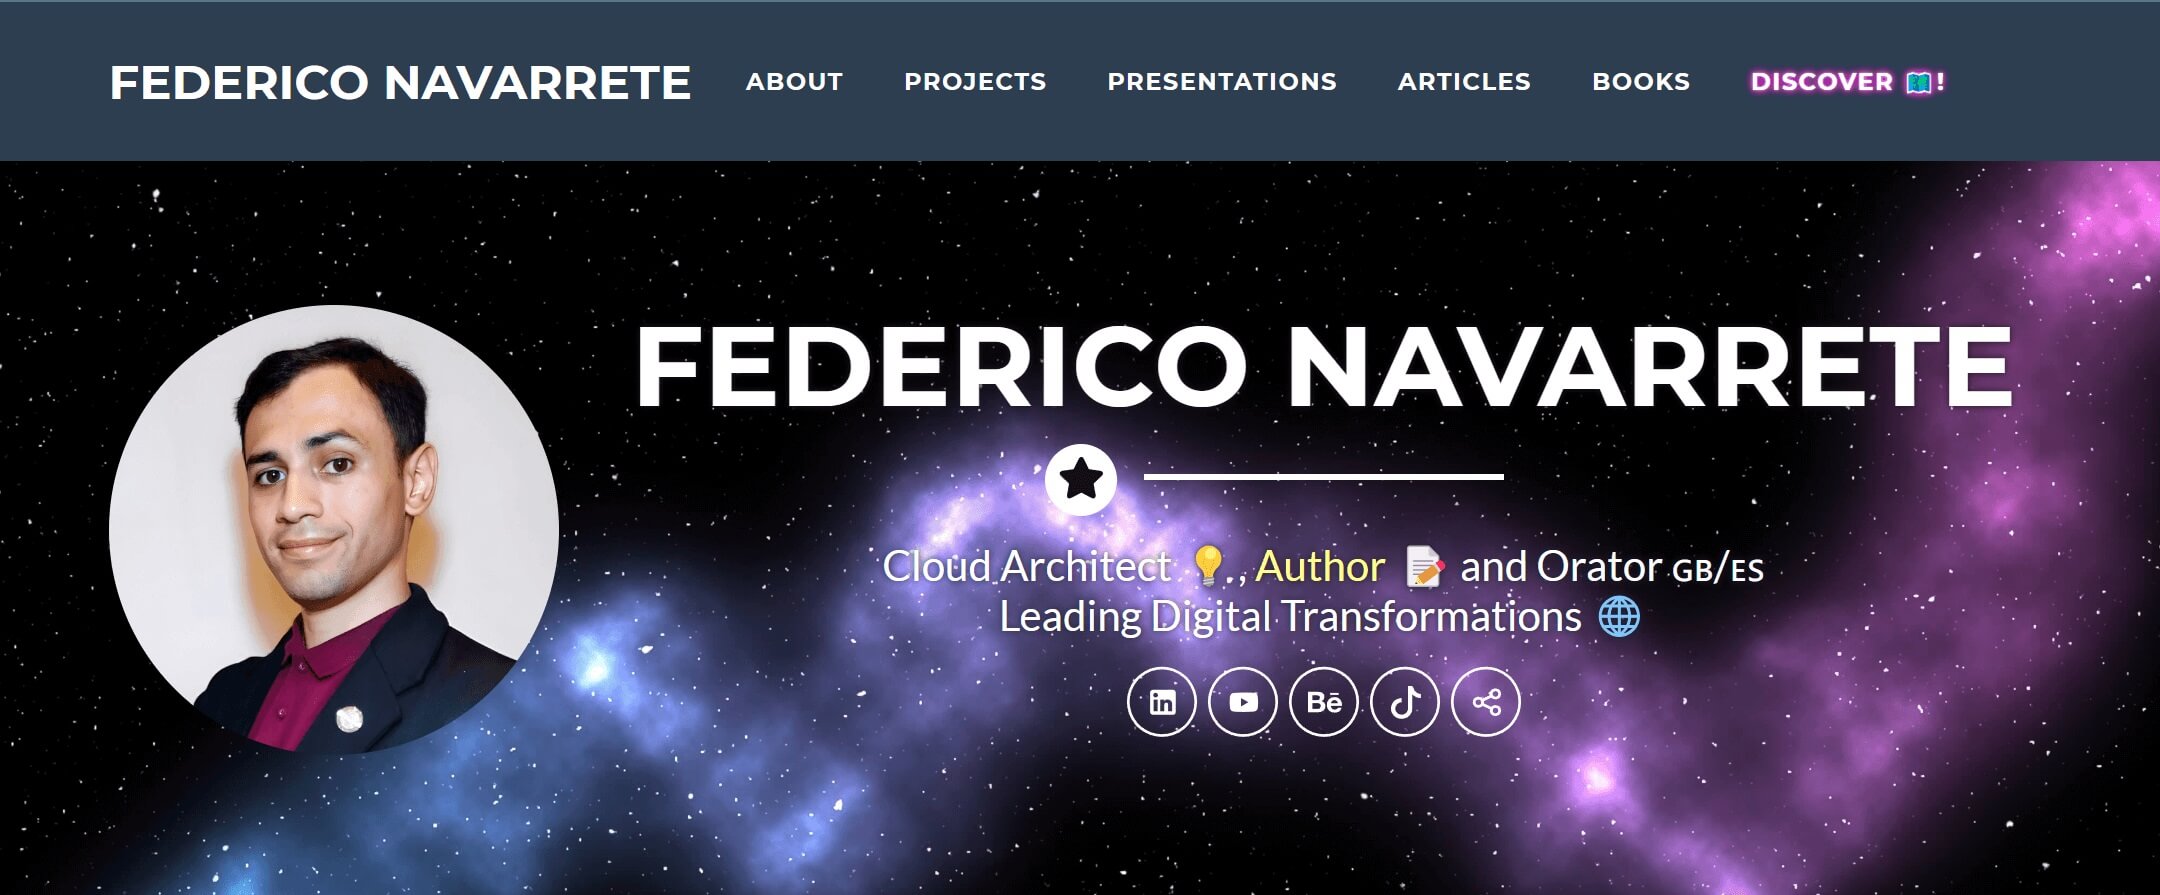 FEDERICO NAVARRETE ABOUT PROJECTS PRESENTATIONS ARTICLES BOOKS DISCOVER 🗺️!
FEDERICO NAVARRETE
Cloud Architect 💡, Author 📝 and Orator GB/ES
Leading Digital Transformations 🌐
in Bē